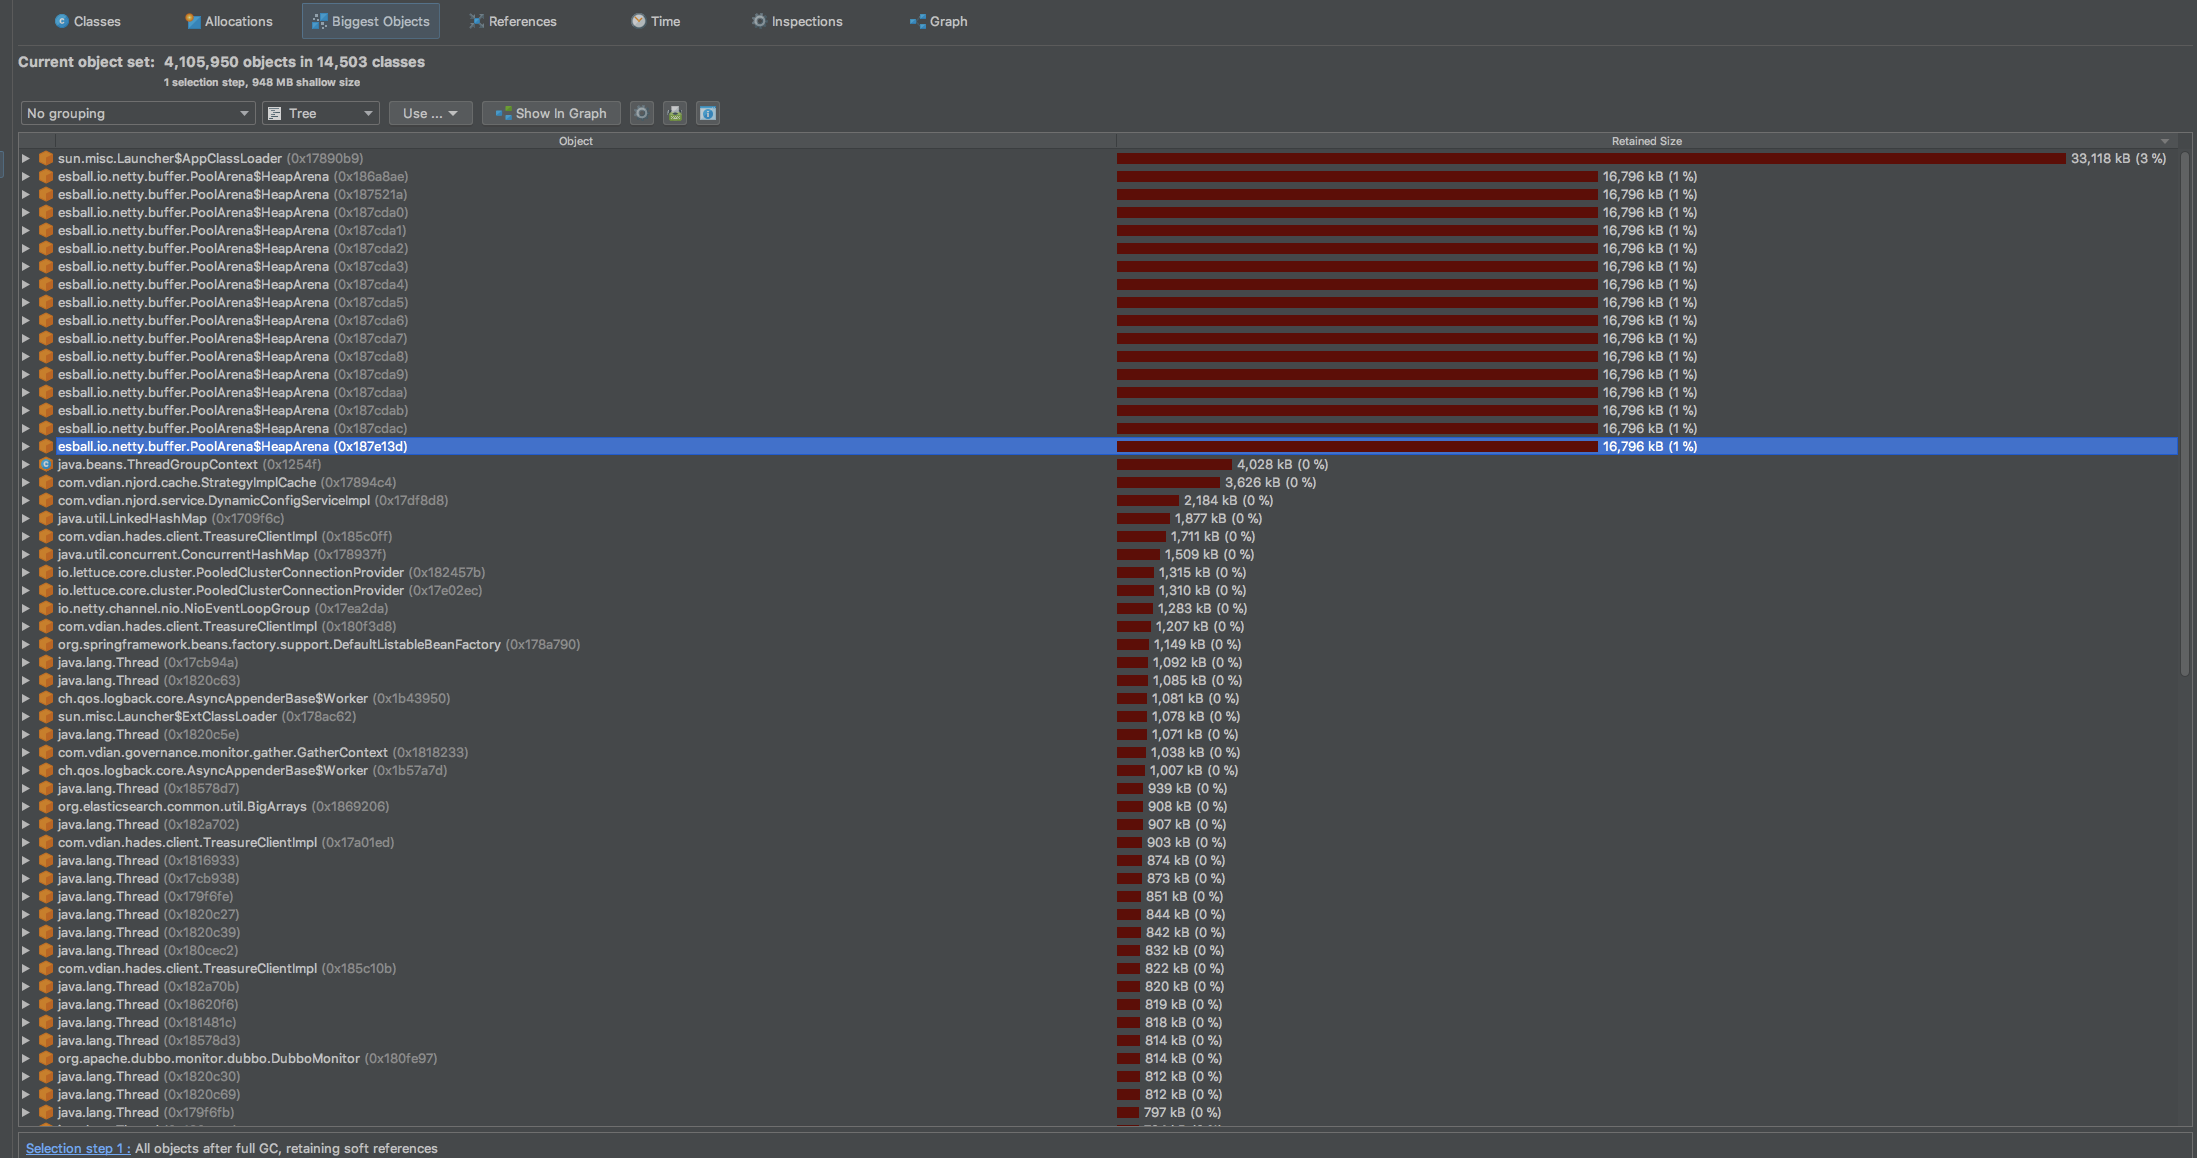 Classes Allocations Biggest Objects References Time Inspections Graph
Current object set: 4,105,950 objects in 14,503 classes
1 selection step, 948 MB shallow size
No grouping Tree Use ... Show In Graph
Object Retained Size
sun.misc.Launcher$AppClassLoader (0x17890b9) 33,118 kB (3 %)
esball.io.netty.buffer.PoolArena$HeapArena (0x186a8ae) 16,796 kB (1 %)
esball.io.netty.buffer.PoolArena$HeapArena (0x187521a) 16,796 kB (1 %)
esball.io.netty.buffer.PoolArena$HeapArena (0x187cda0) 16,796 kB (1 %)
esball.io.netty.buffer.PoolArena$HeapArena (0x187cda1) 16,796 kB (1 %)
esball.io.netty.buffer.PoolArena$HeapArena (0x187cda2) 16,796 kB (1 %)
esball.io.netty.buffer.PoolArena$HeapArena (0x187cda3) 16,796 kB (1 %)
esball.io.netty.buffer.PoolArena$HeapArena (0x187cda4) 16,796 kB (1 %)
esball.io.netty.buffer.PoolArena$HeapArena (0x187cda5) 16,796 kB (1 %)
esball.io.netty.buffer.PoolArena$HeapArena (0x187cda6) 16,796 kB (1 %)
esball.io.netty.buffer.PoolArena$HeapArena (0x187cda7) 16,796 kB (1 %)
esball.io.netty.buffer.PoolArena$HeapArena (0x187cda8) 16,796 kB (1 %)
esball.io.netty.buffer.PoolArena$HeapArena (0x187cda9) 16,796 kB (1 %)
esball.io.netty.buffer.PoolArena$HeapArena (0x187cdaa) 16,796 kB (1 %)
esball.io.netty.buffer.PoolArena$HeapArena (0x187cdab) 16,796 kB (1 %)
esball.io.netty.buffer.PoolArena$HeapArena (0x187cdac) 16,796 kB (1 %)
esball.io.netty.buffer.PoolArena$HeapArena (0x187e13d) 16,796 kB (1 %)
java.beans.ThreadGroupContext (0x1254f) 4,028 kB (0 %)
com.vdian.njord.cache.StrategyImplCache (0x17894c4) 3,626 kB (0 %)
com.vdian.njord.service.DynamicConfigServiceImpl (0x17df8d8) 2,184 kB (0 %)
java.util.LinkedHashMap (0x1709f6c) 1,877 kB (0 %)
com.vdian.hades.client.TreasureClientImpl (0x185c0ff) 1,711 kB (0 %)
java.util.concurrent.ConcurrentHashMap (0x178937f) 1,509 kB (0 %)
io.lettuce.core.cluster.PooledClusterConnectionProvider (0x182457b) 1,315 kB (0 %)
io.lettuce.core.cluster.PooledClusterConnectionProvider (0x17e02ec) 1,310 kB (0 %)
io.netty.channel.nio.NioEventLoopGroup (0x17ea2da) 1,283 kB (0 %)
com.vdian.hades.client.TreasureClientImpl (0x180f3d8) 1,207 kB (0 %)
org.springframework.beans.factory.support.DefaultListableBeanFactory (0x178a790) 1,149 kB (0 %)
java.lang.Thread (0x17cb94a) 1,092 kB (0 %)
java.lang.Thread (0x1820c63) 1,085 kB (0 %)
ch.qos.logback.core.AsyncAppenderBase$Worker (0x1b43950) 1,081 kB (0 %)
sun.misc.Launcher$ExtClassLoader (0x178ac62) 1,078 kB (0 %)
java.lang.Thread (0x1820c5e) 1,071 kB (0 %)
com.vdian.governance.monitor.gather.GatherContext (0x1818233) 1,038 kB (0 %)
ch.qos.logback.core.AsyncAppenderBase$Worker (0x1b57a7d) 1,007 kB (0 %)
java.lang.Thread (0x18578d7) 939 kB (0 %)
org.elasticsearch.common.util.BigArrays (0x1869206) 908 kB (0 %)
java.lang.Thread (0x182a702) 907 kB (0 %)
com.vdian.hades.client.TreasureClientImpl (0x17a01ed) 903 kB (0 %)
java.lang.Thread (0x1816933) 874 kB (0 %)
java.lang.Thread (0x17cb938) 873 kB (0 %)
java.lang.Thread (0x179f6fe) 851 kB (0 %)
java.lang.Thread (0x1820c27) 844 kB (0 %)
java.lang.Thread (0x1820c39) 842 kB (0 %)
java.lang.Thread (0x180cec2) 832 kB (0 %)
com.vdian.hades.client.TreasureClientImpl (0x185c10b) 822 kB (0 %)
java.lang.Thread (0x182a70b) 820 kB (0 %)
java.lang.Thread (0x18620f6) 819 kB (0 %)
java.lang.Thread (0x181481c) 818 kB (0 %)
java.lang.Thread (0x18578d3) 814 kB (0 %)
org.apache.dubbo.monitor.dubbo.DubboMonitor (0x180fe97) 814 kB (0 %)
java.lang.Thread (0x1820c30) 812 kB (0 %)
java.lang.Thread (0x1820c69) 812 kB (0 %)
java.lang.Thread (0x179f6fb) 797 kB (0 %)
Selection step 1 : All objects after full GC, retaining soft references